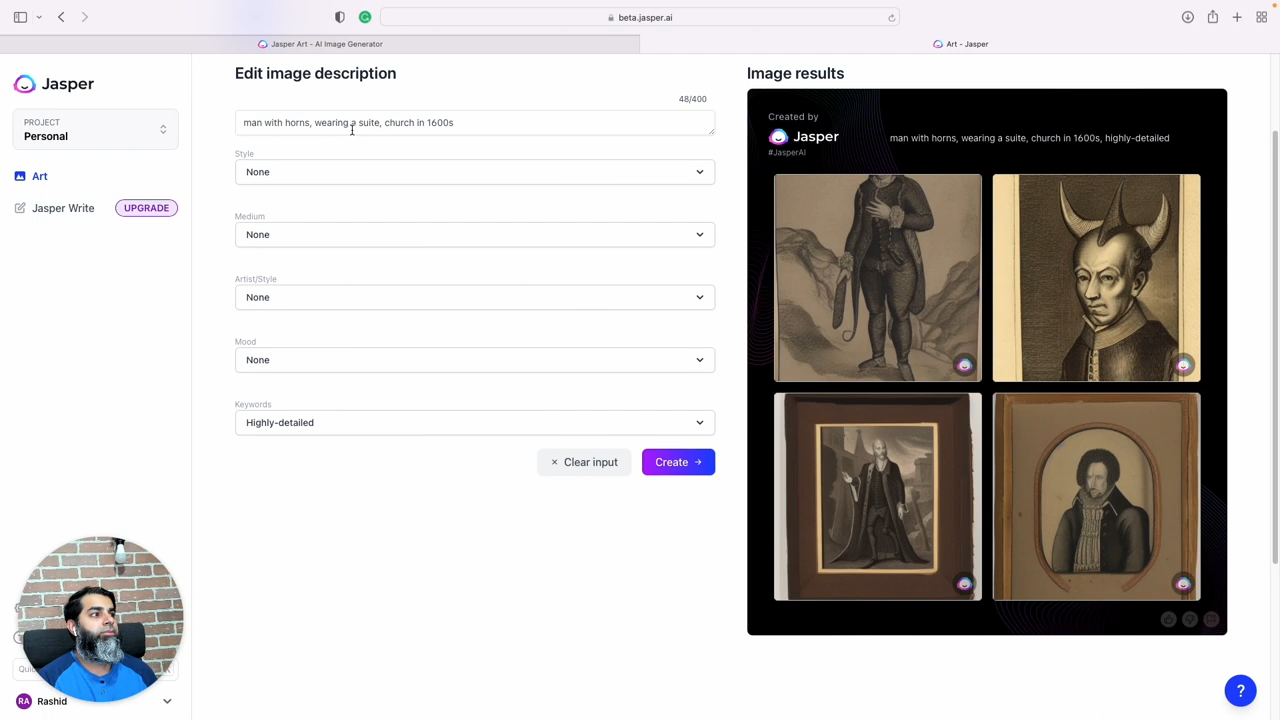 beta.jasper.ai
Jasper Art - AI Image Generator
Art - Jasper
Jasper
PROJECT
Personal
Art
Jasper Write
UPGRADE
RA
Rashid
Edit image description
48/400
man with horns, wearing a suite, church in 1600s
Style
None
Medium
None
Artist/Style
None
Mood
None
Keywords
Highly-detailed
× Clear input
Create →
Image results
Created by
Jasper
#JasperAI
man with horns, wearing a suite, church in 1600s, highly-detailed
?